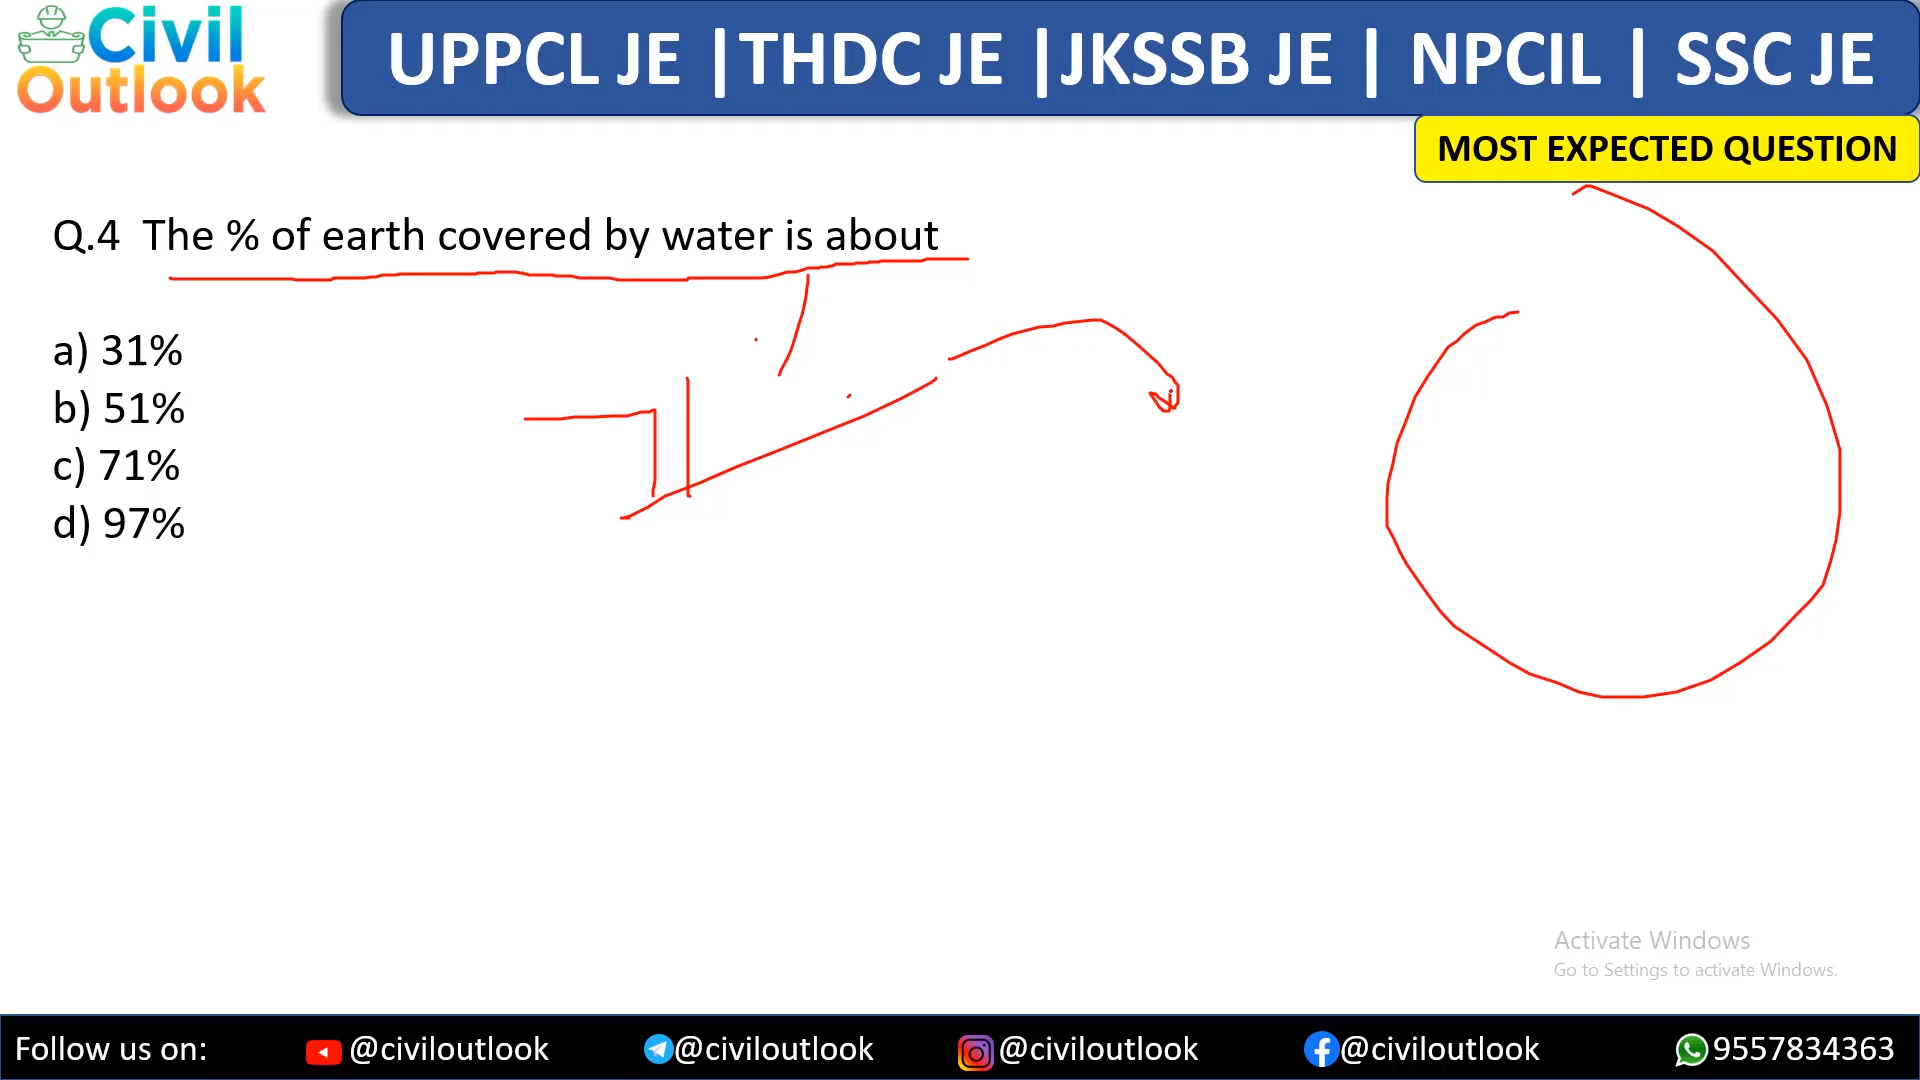 Civil
Outlook
UPPCL JE |THDC JE |JKSSB JE | NPCIL | SSC JE
MOST EXPECTED QUESTION
Q.4 The % of earth covered by water is about
a) 31%
b) 51%
c) 71%
d) 97%
71
Activate Windows
Go to Settings to activate Windows.
Follow us on: @civiloutlook @civiloutlook @civiloutlook @civiloutlook 9557834363